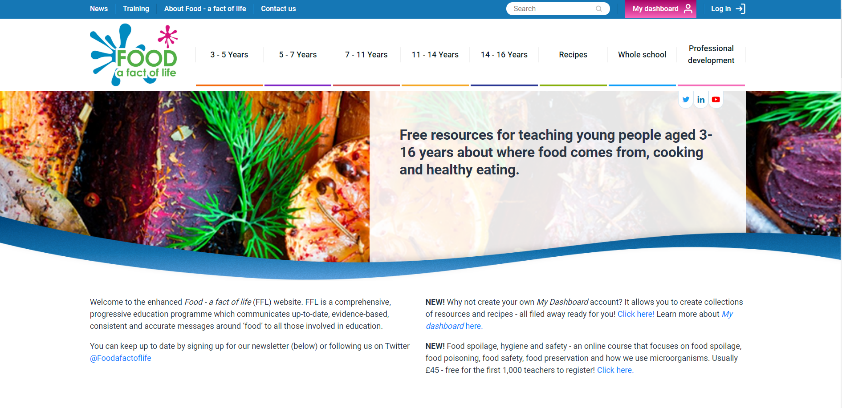 News Training About Food - a fact of life Contact us Search My dashboard Log in
FOOD
a fact of life
3 - 5 Years 5 - 7 Years 7 - 11 Years 11 - 14 Years 14 - 16 Years Recipes Whole school Professional
development
Free resources for teaching young people aged 3-
16 years about where food comes from, cooking
and healthy eating.
Welcome to the enhanced Food - a fact of life (FFL) website. FFL is a comprehensive,
progressive education programme which communicates up-to-date, evidence-based,
consistent and accurate messages around 'food' to all those involved in education.
You can keep up to date by signing up for our newsletter (below) or following us on Twitter
@Foodafactoflife
NEW! Why not create your own My Dashboard account? It allows you to create collections
of resources and recipes - all filed away ready for you! Click here! Learn more about My
dashboard here.
NEW! Food spoilage, hygiene and safety - an online course that focuses on food spoilage,
food poisoning, food safety, food preservation and how we use microorganisms. Usually
£45 - free for the first 1,000 teachers to register! Click here.